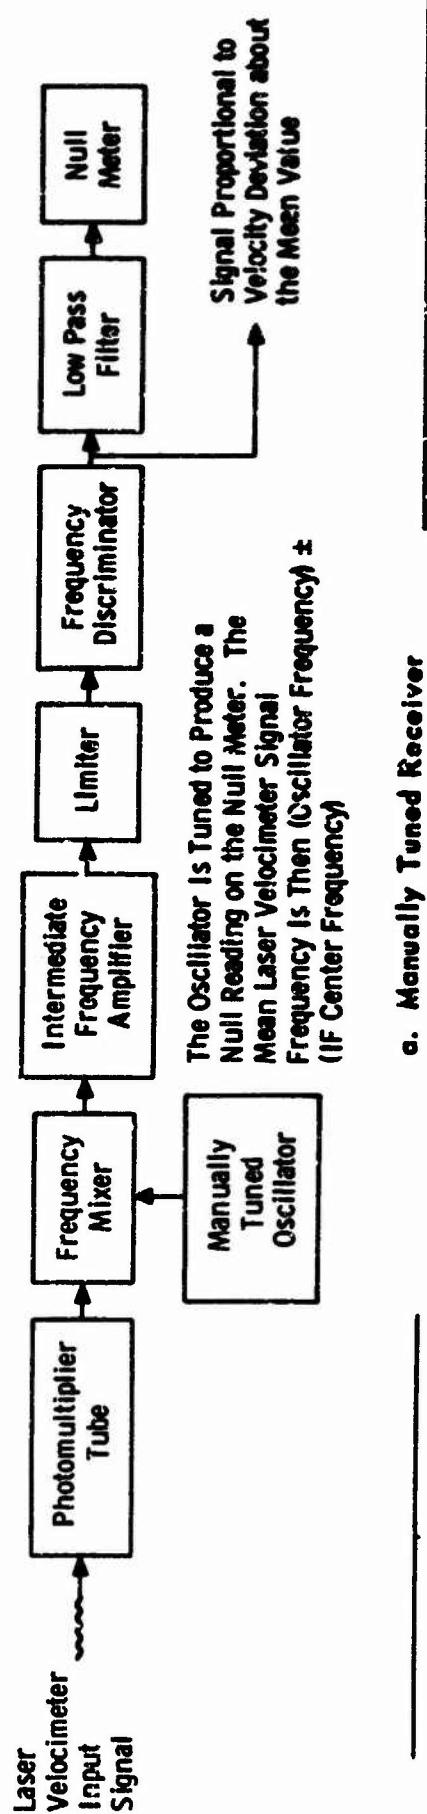 Laser
Velocimeter
Input
Signal
Photomultiplier
Tube
Frequency
Mixer
Manually
Tuned
Oscillator
Intermediate
Frequency
Amplifier
Limiter
Frequency
Discriminator
Low Pass
Filter
Null
Meter
Signal Proportional to
Velocity Deviation about
the Mean Value
The Oscillator Is Tuned to Produce a
Null Reading on the Null Meter. The
Mean Laser Velocimeter Signal
Frequency Is Then (Oscillator Frequency) ±
(IF Center Frequency)
a. Manually Tuned Receiver